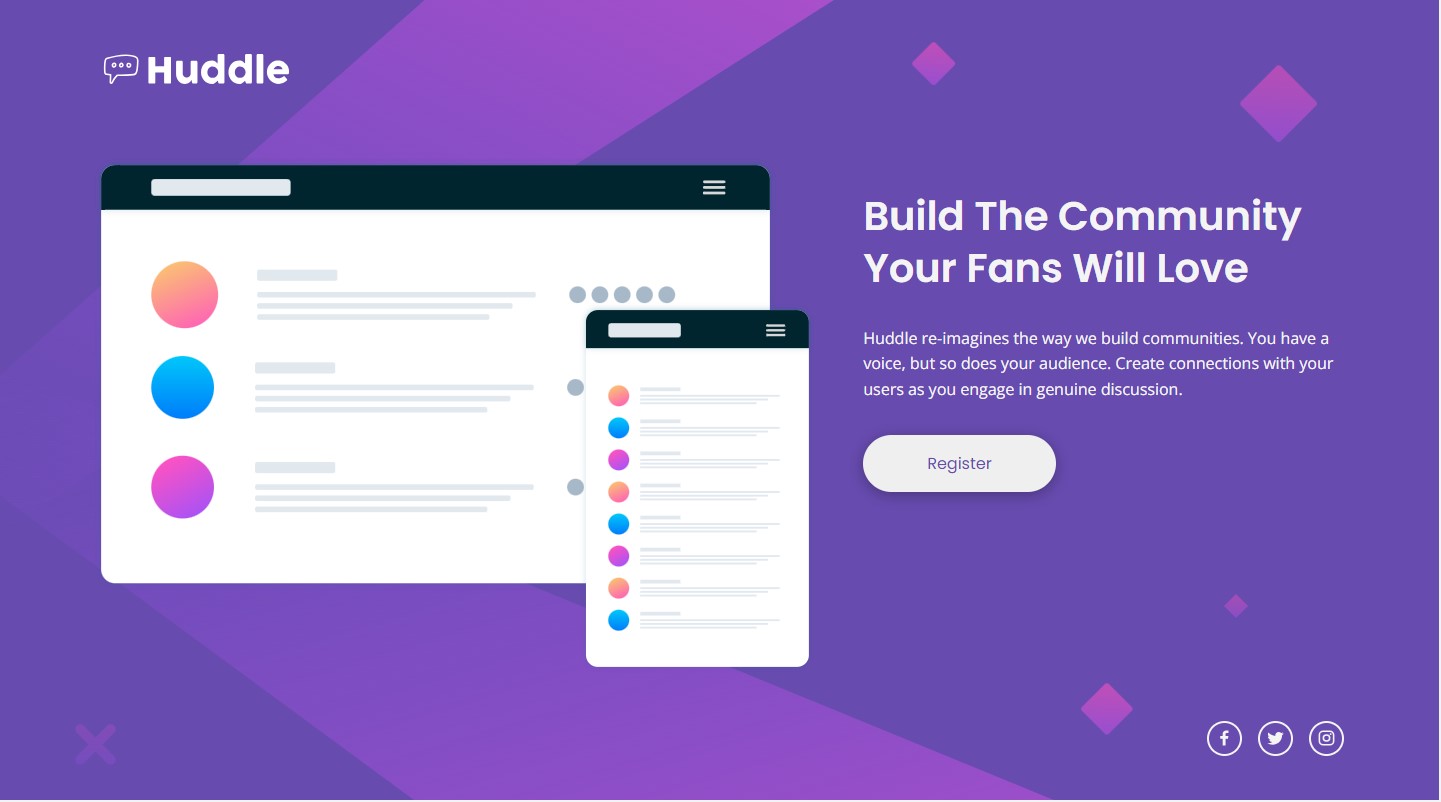 Huddle
Build The Community
Your Fans Will Love
Huddle re-imagines the way we build communities. You have a
voice, but so does your audience. Create connections with your
users as you engage in genuine discussion.
Register